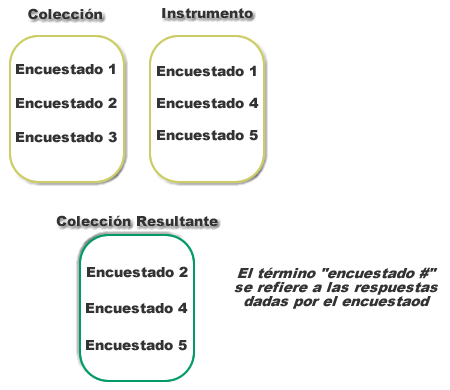 Colección
Instrumento
Encuestado 1
Encuestado 2
Encuestado 3
Encuestado 1
Encuestado 4
Encuestado 5
Colección Resultante
Encuestado 2
Encuestado 4
Encuestado 5
El término "encuestado #"
se refiere a las respuestas
dadas por el encuestaod